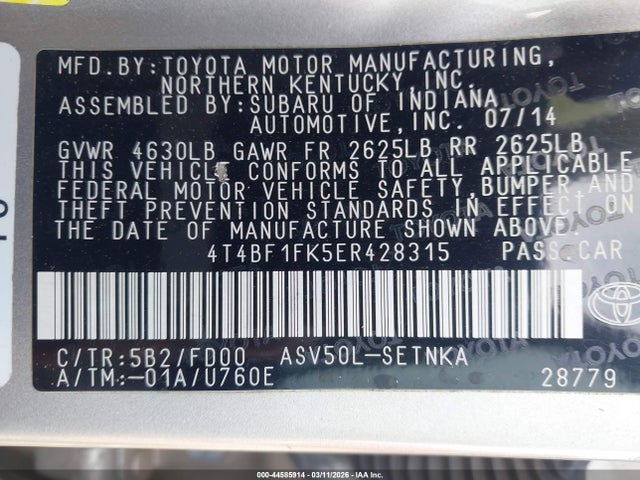 MFD.BY:TOYOTA MOTOR MANUFACTURING,
NORTHERN KENTUCKY,INC.
ASSEMBLED BY:SUBARU OF INDIANA
AUTOMOTIVE,INC. 07/14
GVWR 4630LB GAWR FR 2625LB RR 2625LB
THIS VEHICLE CONFORMS TO ALL APPLICABLE
FEDERAL MOTOR VEHICLE SAFETY,BUMPER,AND
THEFT PREVENTION STANDARDS IN EFFECT ON
THE DATE OF MANUFACTURE SHOWN ABOVE.
4T4BF1FK5ER428315 PASS.CAR
C/TR:5B2/FD00 ASV50L-SETNKA
A/TM:-01A/U760E
28779
TOYOTA
000-44585914 | 03/11/2026 - IAA Inc.